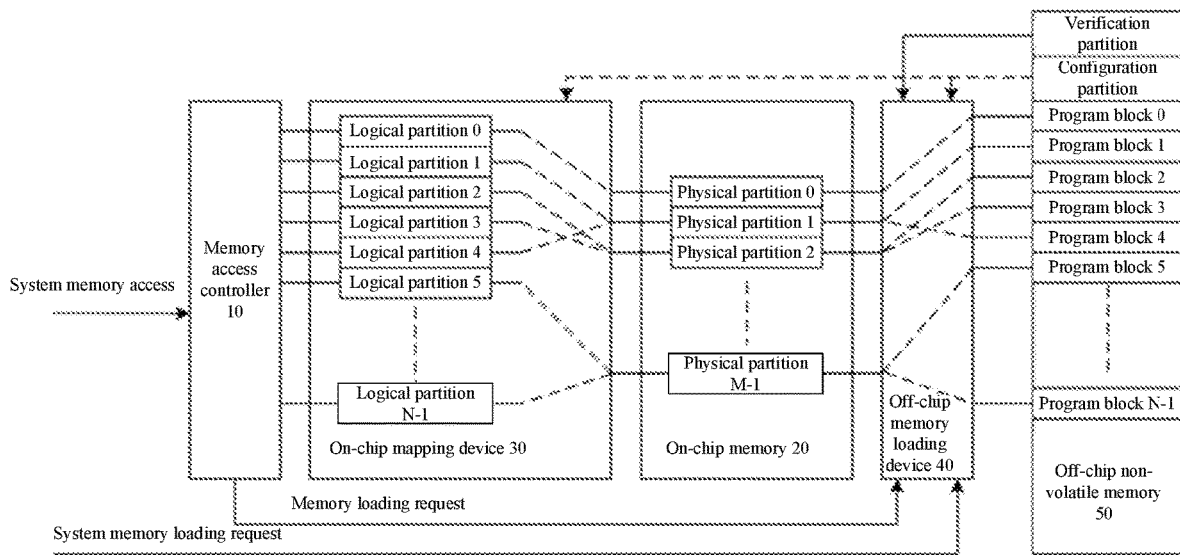 Verification
partition
Configuration
partition
Logical partition 0
Logical partition 1
Logical partition 2
Logical partition 3
Logical partition 4
Logical partition 5
Logical partition
N-1
On-chip mapping device 30
Physical partition 0
Physical partition 1
Physical partition 2
Physical partition
M-1
On-chip memory 20
Program block 0
Program block 1
Program block 2
Program block 3
Program block 4
Program block 5
Program block N-1
Off-chip non-
volatile memory
50
Memory
access
controller
10
System memory access
Off-chip
memory
loading
device 40
Memory loading request
System memory loading request